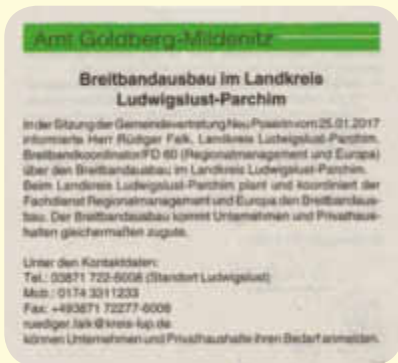 Amt Goldberg-Mildenitz
Breitbandausbau im Landkreis
Ludwigslust-Parchim
In der Sitzung der Gemeindevertretung Neu Poserin vom 25.01.2017
informierte Herr Rüdiger Falk, Landkreis Ludwigslust-Parchim,
Breitbandkoordinator/FD 60 (Regionalmanagement und Europa)
über den Breitbandausbau im Landkreis Ludwigslust-Parchim.
Beim Landkreis Ludwigslust-Parchim plant und koordiniert der
Fachdienst Regionalmanagement und Europa den Breitbandaus-
bau. Der Breitbandausbau kommt Unternehmen und Privathaus-
halten gleichermaßen zugute.
Unter den Kontaktdaten:
Tel.: 03871 722-6008 (Standort Ludwigslust)
Mob.: 0174 3311233
Fax: +493871 72277-6008
ruediger.falk@kreis-lup.de
können Unternehmen und Privathaushalte ihren Bedarf anmelden.